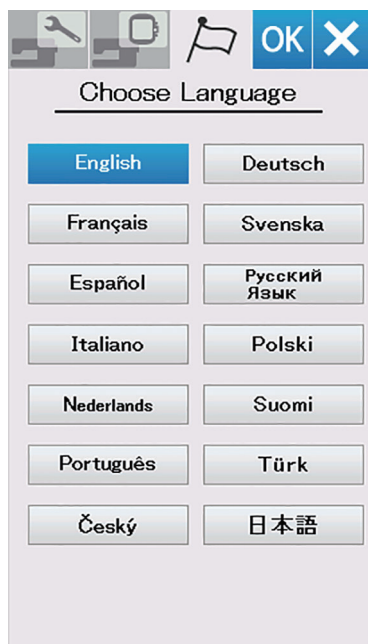 OK
Choose Language
English
Deutsch
Français
Svenska
Español
Русский
Язык
Italiano
Polski
Nederlands
Suomi
Português
Türk
Český
日本語